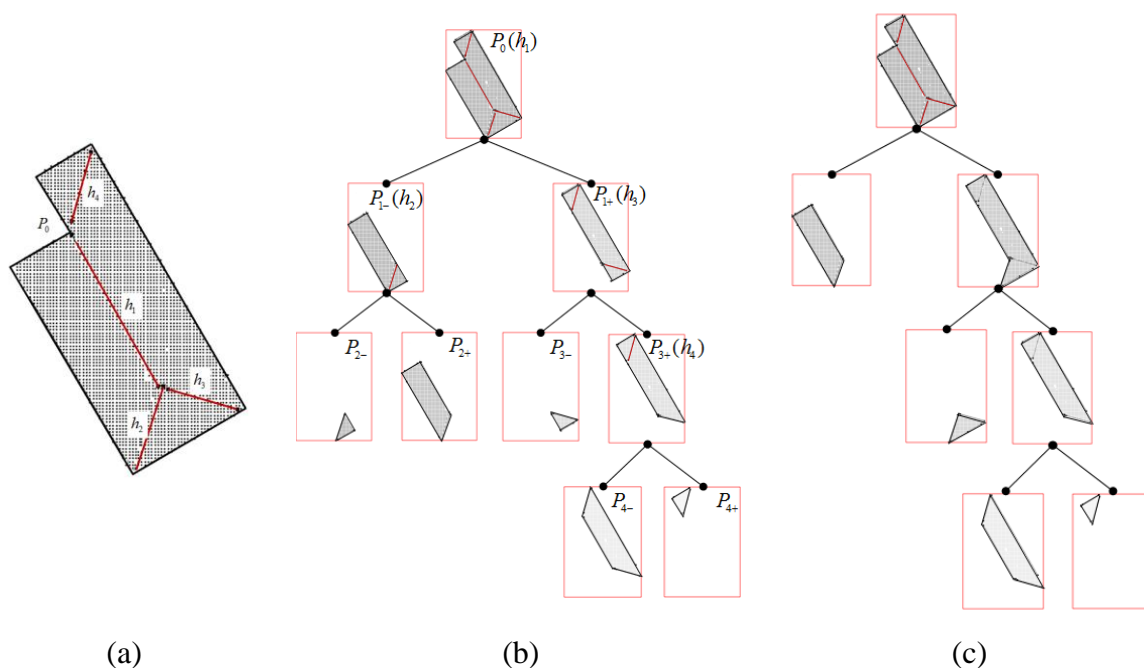 h₄
P₀
h₁
h₃
h₂
(a)
P₀(h₁)
P₁₋(h₂)
P₁₊(h₃)
P₂₋
P₂₊
P₃₋
P₃₊(h₄)
P₄₋
P₄₊
(b)
(c)